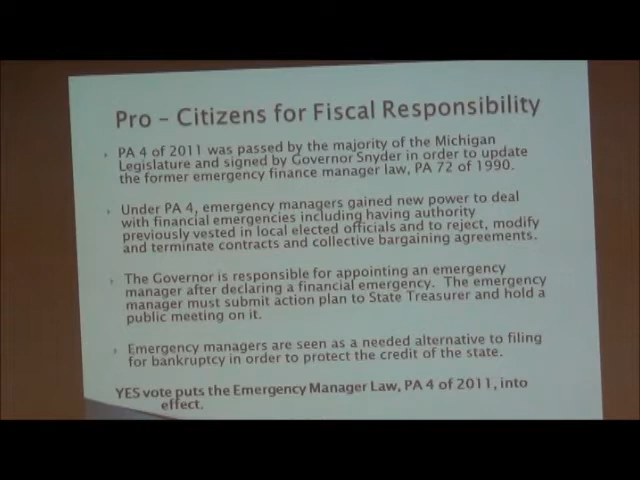 Pro – Citizens for Fiscal Responsibility
PA 4 of 2011 was passed by the majority of the Michigan
Legislature and signed by Governor Snyder in order to update
the former emergency finance manager law, PA 72 of 1990.
Under PA 4, emergency managers gained new power to deal
with financial emergencies including having authority
previously vested in local elected officials and to reject, modify
and terminate contracts and collective bargaining agreements.
The Governor is responsible for appointing an emergency
manager after declaring a financial emergency. The emergency
manager must submit action plan to State Treasurer and hold a
public meeting on it.
Emergency managers are seen as a needed alternative to filing
for bankruptcy in order to protect the credit of the state.
YES vote puts the Emergency Manager Law, PA 4 of 2011, into
effect.